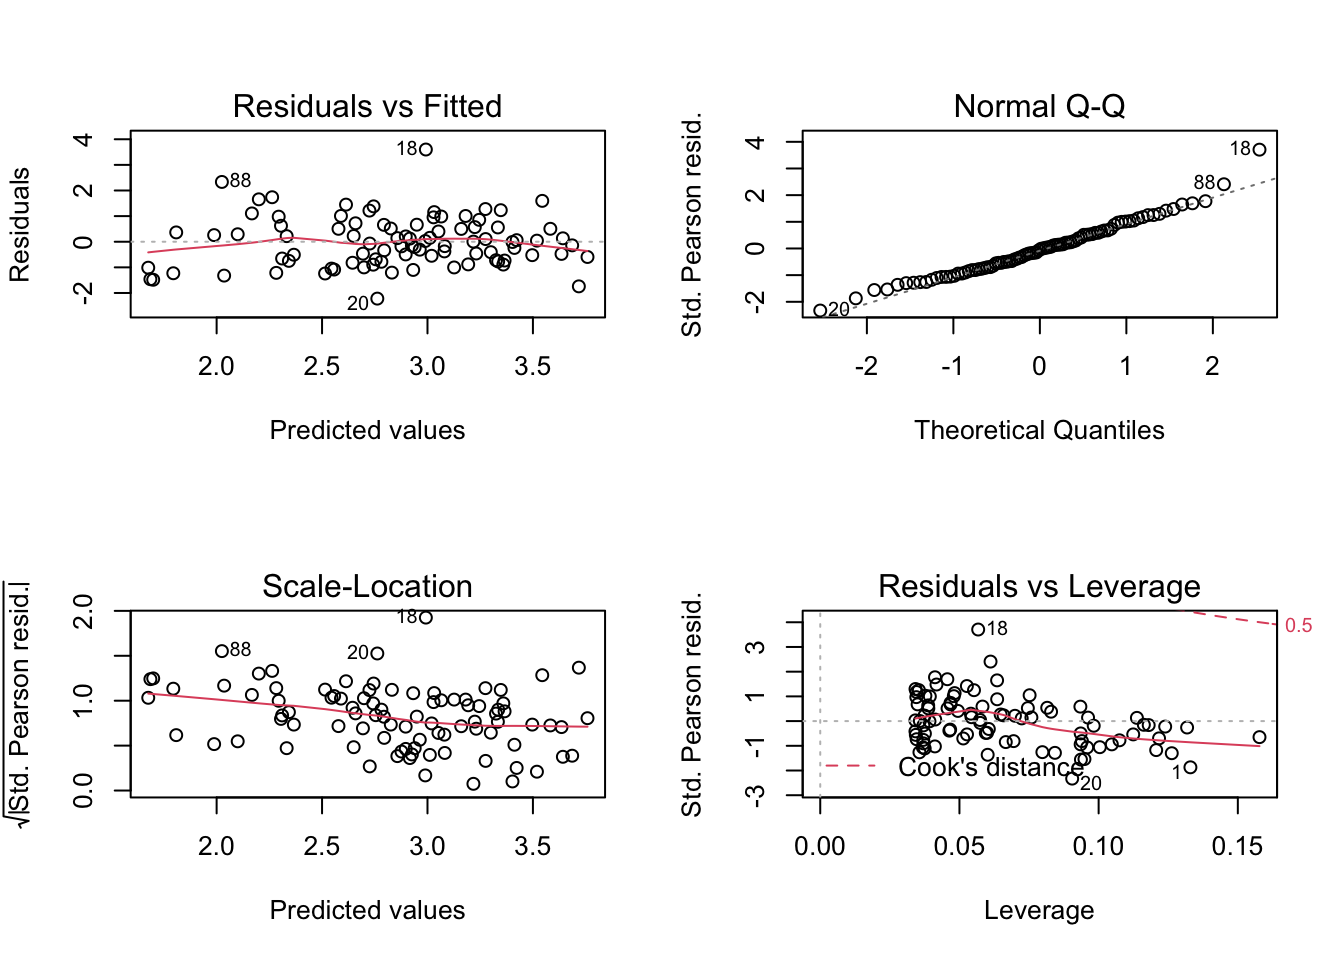 Residuals vs Fitted
Residuals
4
2
0
-2
18
88
20
2.0 2.5 3.0 3.5
Predicted values
Normal Q-Q
Std. Pearson resid.
4
2
0
-2
18
88
20
-2 -1 0 1 2
Theoretical Quantiles
Scale-Location
√|Std. Pearson resid.|
2.0
1.0
0.0
18
88
20
2.0 2.5 3.0 3.5
Predicted values
Residuals vs Leverage
Std. Pearson resid.
3
1
-1
-3
18
0.5
Cook's distance
1
20
0.00 0.05 0.10 0.15
Leverage